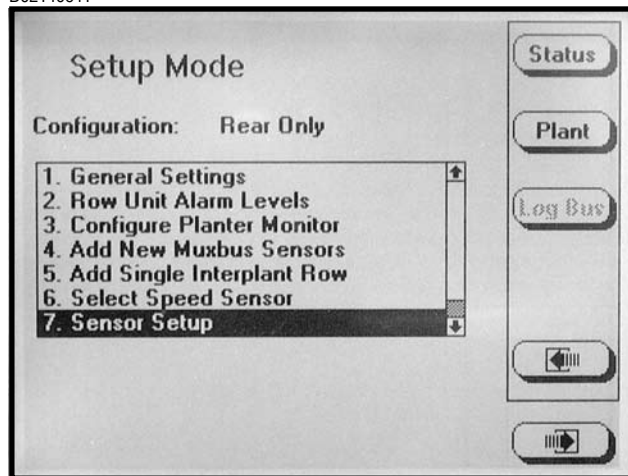 Setup Mode
Status
Configuration: Rear Only
Plant
1. General Settings
2. Row Unit Alarm Levels
3. Configure Planter Monitor
4. Add New Muxbus Sensors
5. Add Single Interplant Row
6. Select Speed Sensor
7. Sensor Setup
Log Bus